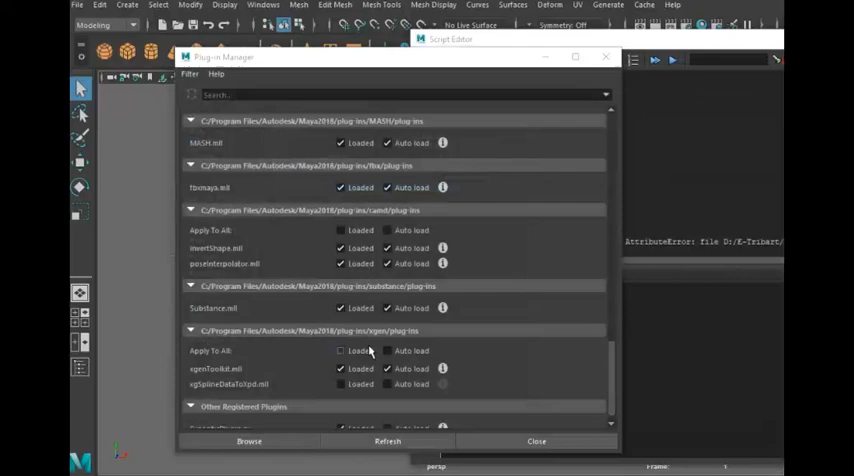 File Edit Create Select Modify Display Windows Mesh Edit Mesh Mesh Tools Mesh Display Curves Surfaces Deform UV Generate Cache
Modeling No Live Surface Symmetry: Off
Script Editor
Plug-in Manager
Filter Help
Search...
C:/Program Files/Autodesk/Maya2018/plug-ins/MASH/plug-ins
MASH.mll Loaded Auto load
C:/Program Files/Autodesk/Maya2018/plug-ins/fbx/plug-ins
fbxmaya.mll Loaded Auto load
C:/Program Files/Autodesk/Maya2018/plug-ins/camd/plug-ins
Apply To All: Loaded Auto load
invertShape.mll Loaded Auto load
poseInterpolator.mll Loaded Auto load
AttributeError: file D:/E-Tribart/
C:/Program Files/Autodesk/Maya2018/plug-ins/substance/plug-ins
Substance.mll Loaded Auto load
C:/Program Files/Autodesk/Maya2018/plug-ins/xgen/plug-ins
Apply To All: Loaded Auto load
xgenToolkit.mll Loaded Auto load
xgSplineDataToXpd.mll Loaded Auto load
Other Registered Plugins
Browse Refresh Close
persp Frame: 1